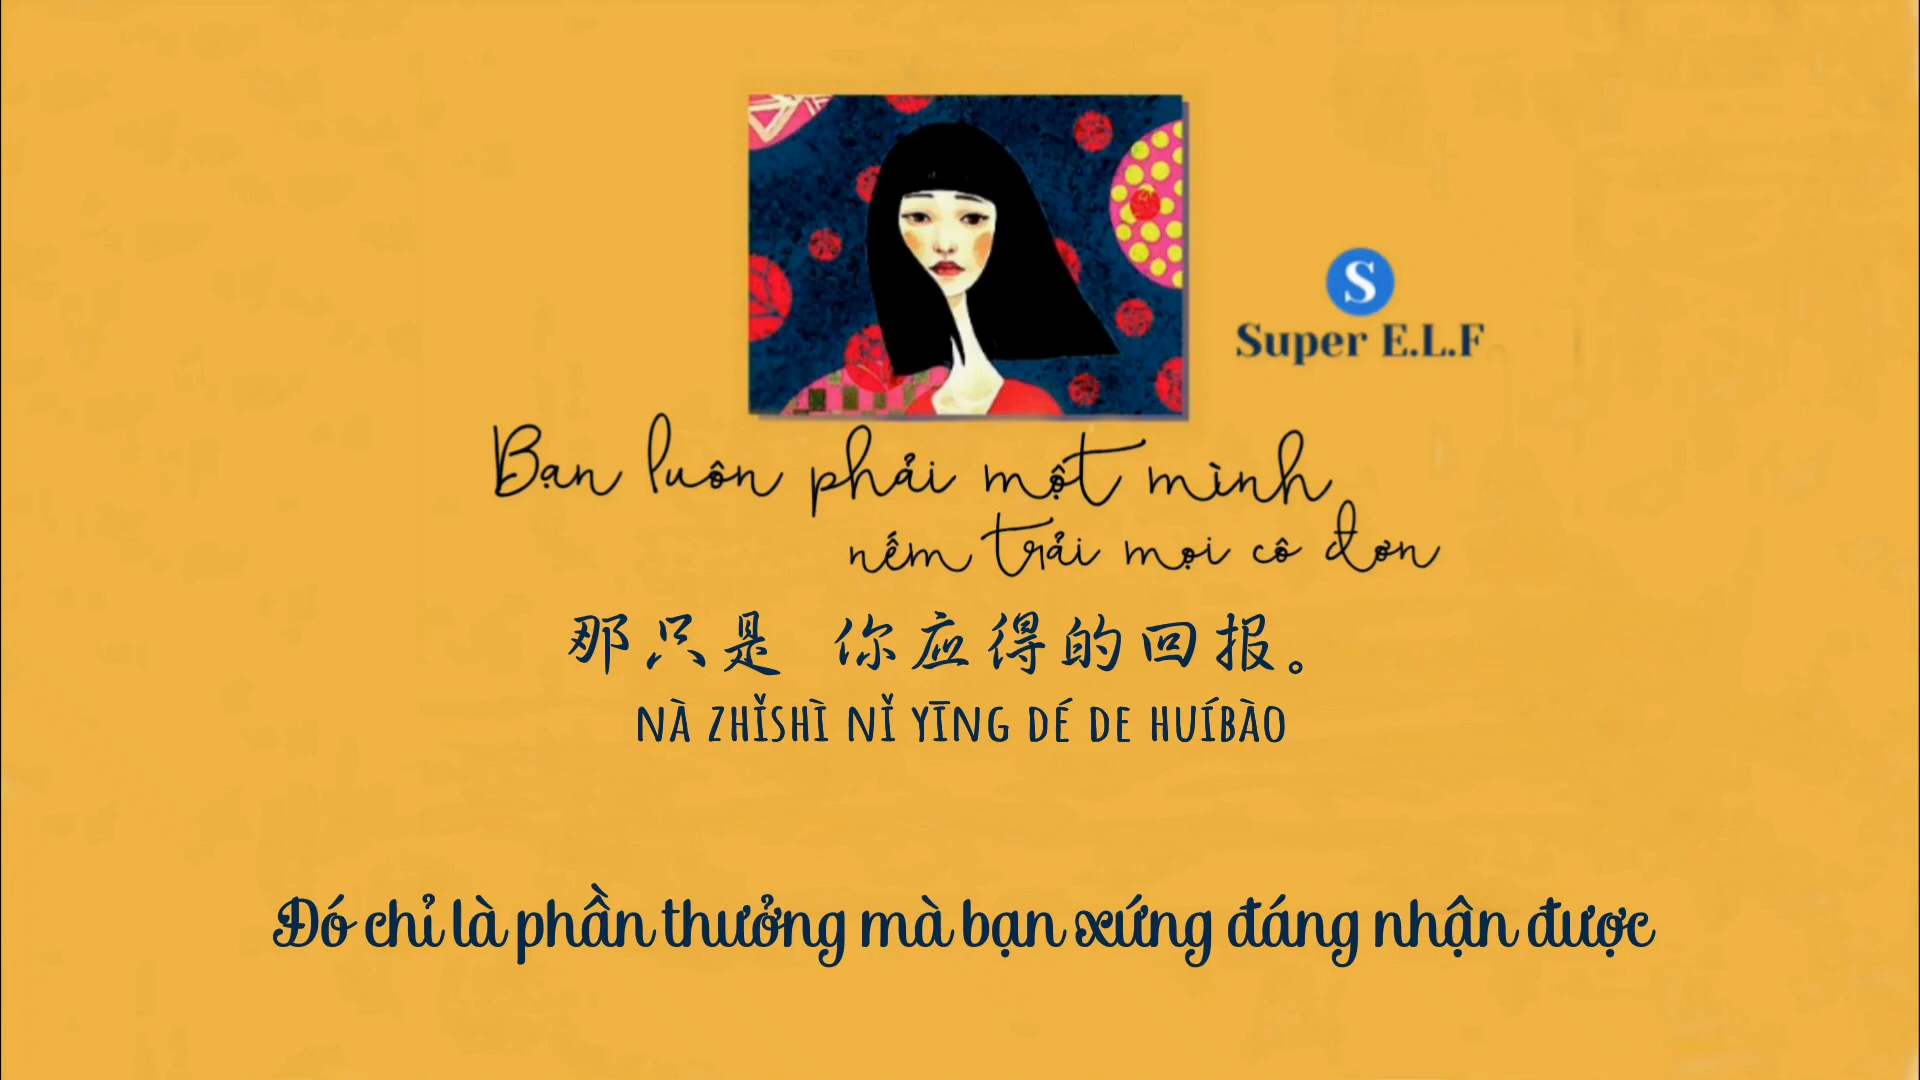 S
Super E.L.F
Bạn luôn phải một mình
nếm trải mọi cô đơn
那只是 你应得的回报。
NÀ ZHǏSHÌ NǏ YĪNG DÉ DE HUÍBÀO
Đó chỉ là phần thưởng mà bạn xứng đáng nhận được